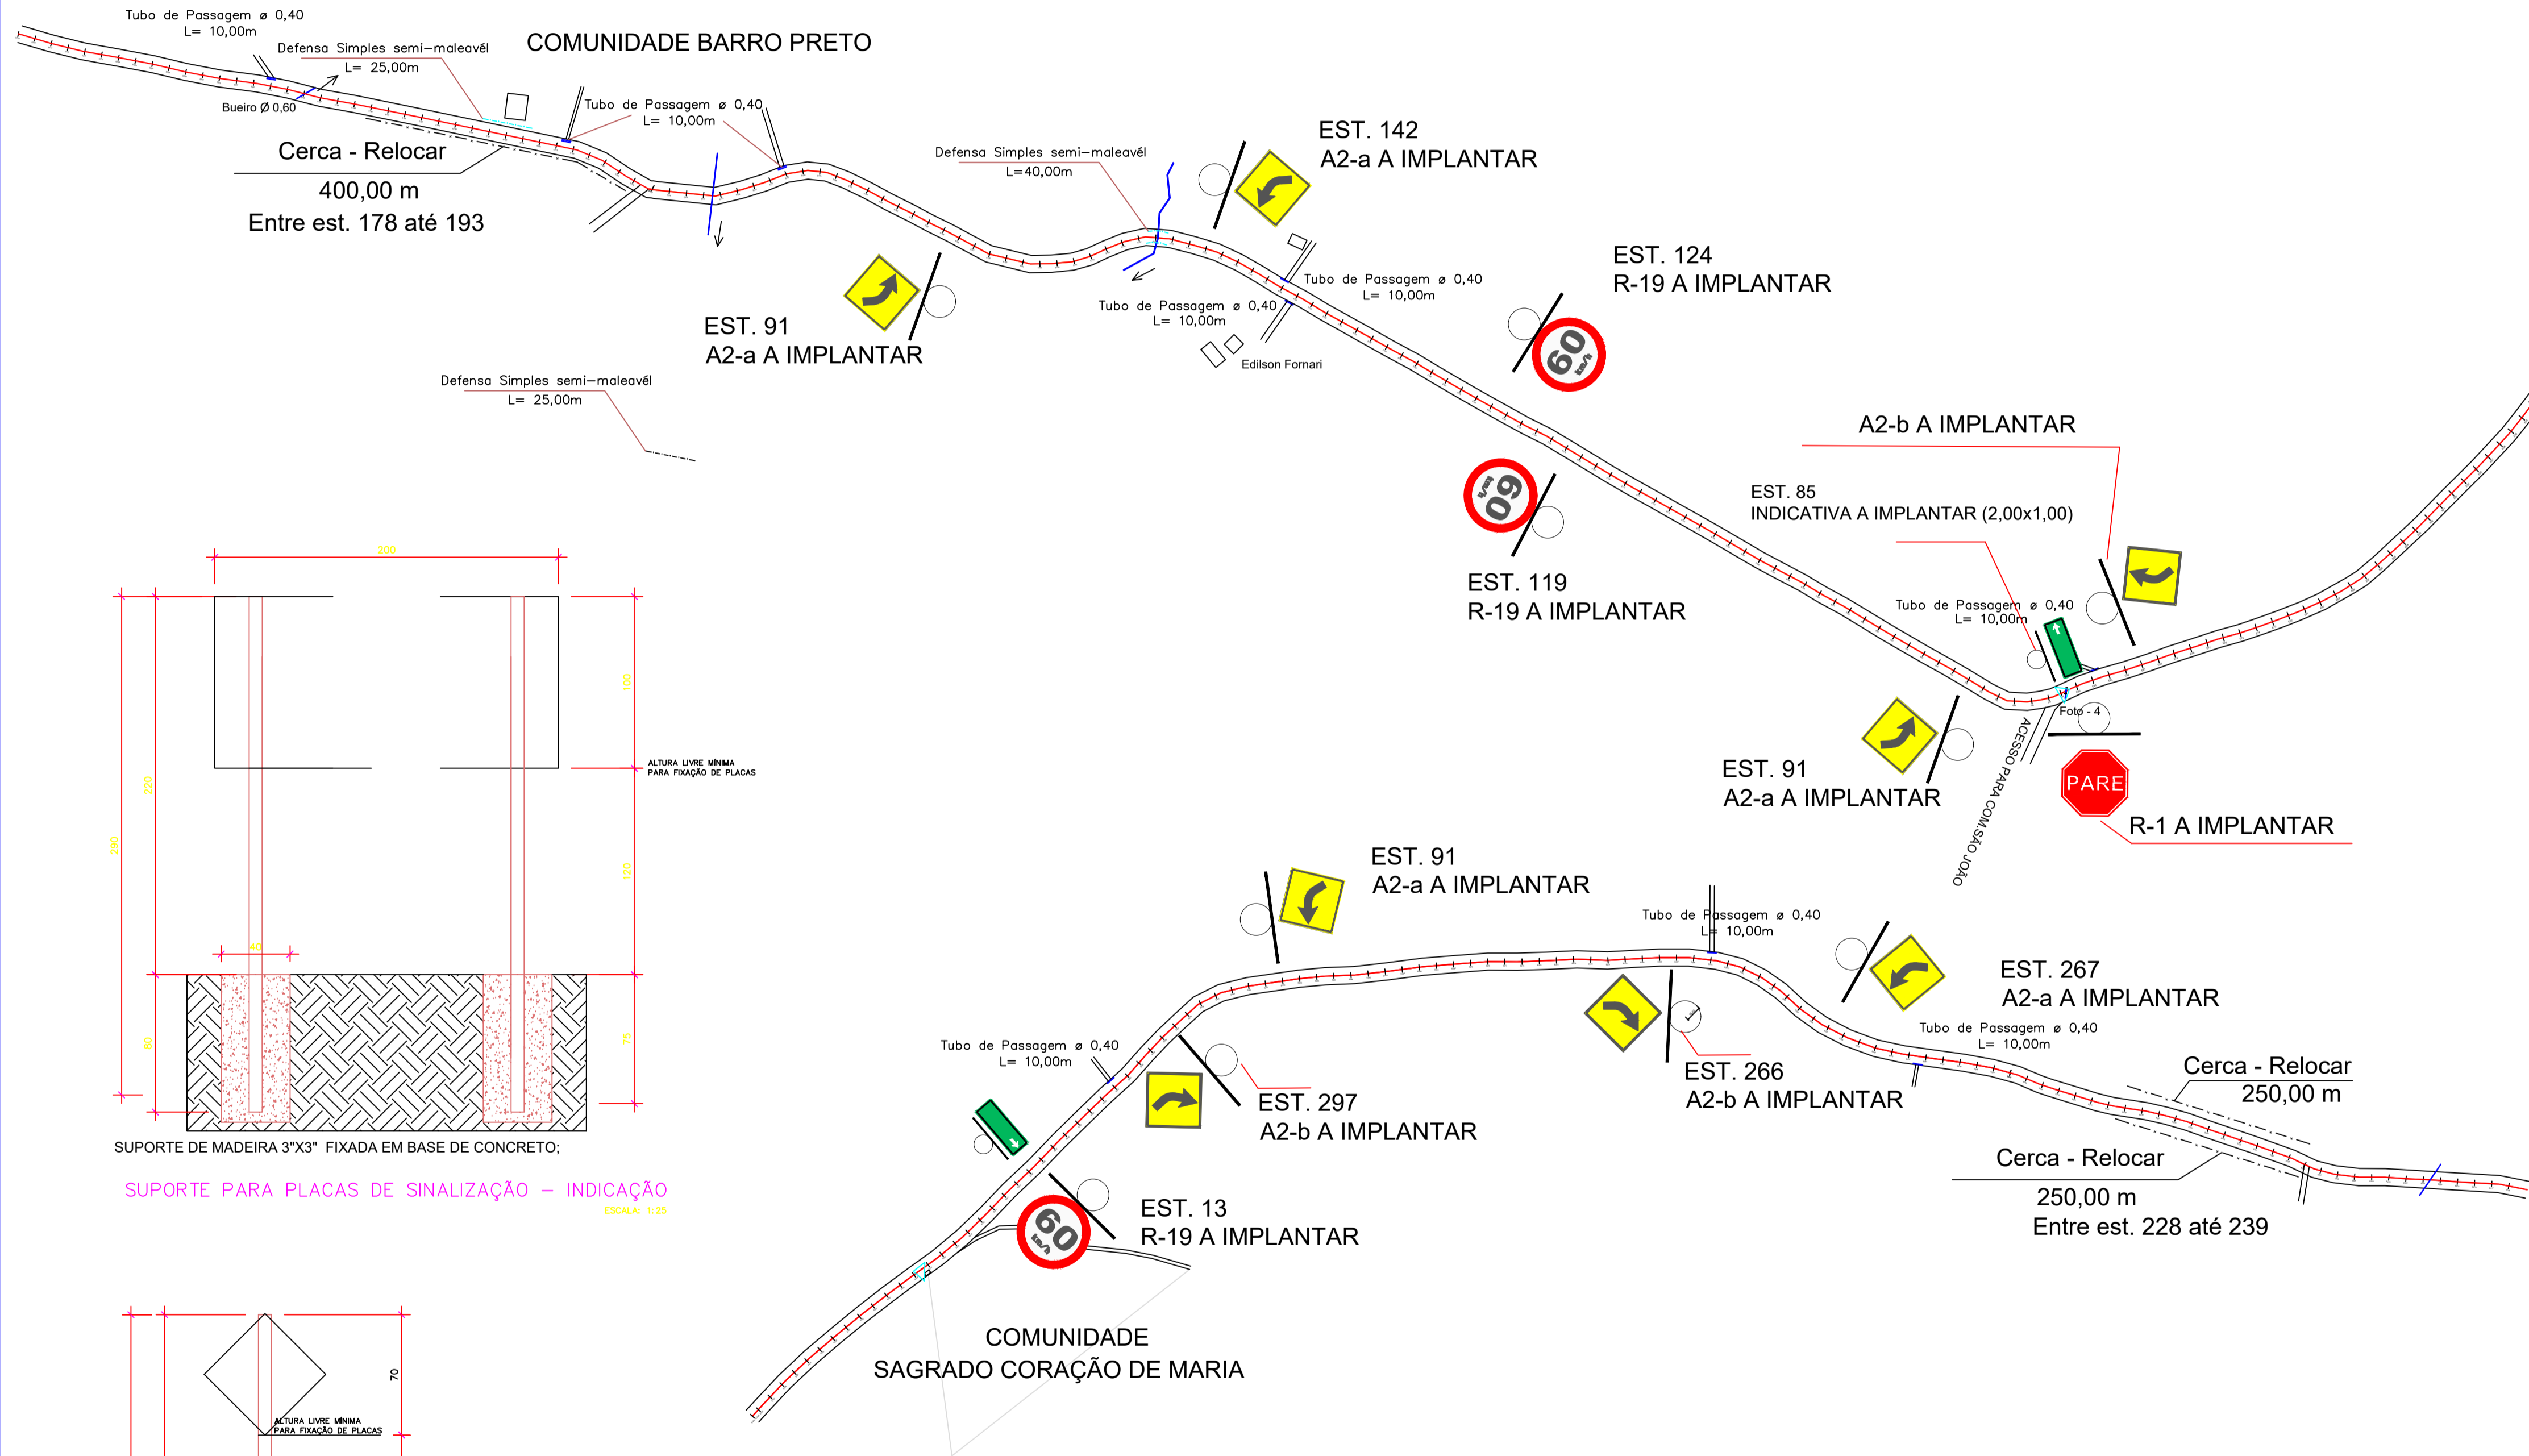 Tubo de Passagem ø 0,40
L= 10,00m
Defensa Simples semi-maleavél
L= 25,00m
COMUNIDADE BARRO PRETO
Bueiro Ø 0,60
Tubo de Passagem ø 0,40
L= 10,00m
Cerca - Relocar
400,00 m
Entre est. 178 até 193
Defensa Simples semi-maleavél
L=40,00m
EST. 142
A2-a A IMPLANTAR
EST. 91
A2-a A IMPLANTAR
Tubo de Passagem ø 0,40
L= 10,00m
Tubo de Passagem ø 0,40
L= 10,00m
Edilson Fornari
EST. 124
R-19 A IMPLANTAR
60
km/h
Defensa Simples semi-maleavél
L= 25,00m
60
km/h
EST. 119
R-19 A IMPLANTAR
A2-b A IMPLANTAR
EST. 85
INDICATIVA A IMPLANTAR (2,00x1,00)
Tubo de Passagem ø 0,40
L= 10,00m
Foto - 4
ACESSO PARA COM.SÃO JOÃO
EST. 91
A2-a A IMPLANTAR
PARE
R-1 A IMPLANTAR
200
100
220
290
120
40
80
75
ALTURA LIVRE MÍNIMA
PARA FIXAÇÃO DE PLACAS
SUPORTE DE MADEIRA 3"X3" FIXADA EM BASE DE CONCRETO;
SUPORTE PARA PLACAS DE SINALIZAÇÃO – INDICAÇÃO
ESCALA: 1/25
EST. 91
A2-a A IMPLANTAR
Tubo de Passagem ø 0,40
L= 10,00m
EST. 267
A2-a A IMPLANTAR
Tubo de Passagem ø 0,40
L= 10,00m
EST. 266
A2-b A IMPLANTAR
Tubo de Passagem ø 0,40
L= 10,00m
EST. 297
A2-b A IMPLANTAR
Cerca - Relocar
250,00 m
Cerca - Relocar
250,00 m
Entre est. 228 até 239
60
km/h
EST. 13
R-19 A IMPLANTAR
COMUNIDADE
SAGRADO CORAÇÃO DE MARIA
70
ALTURA LIVRE MÍNIMA
PARA FIXAÇÃO DE PLACAS